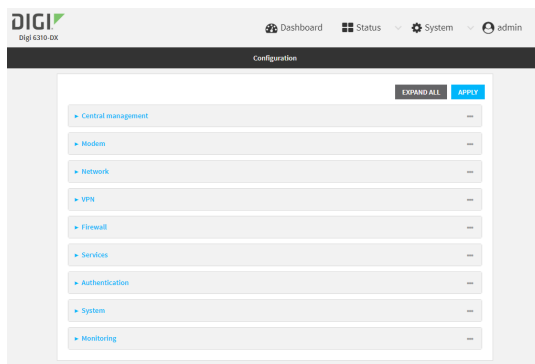 DIGI
Digi 6310-DX
Dashboard Status System admin
Configuration
EXPAND ALL APPLY
Central management
Modem
Network
VPN
Firewall
Services
Authentication
System
Monitoring